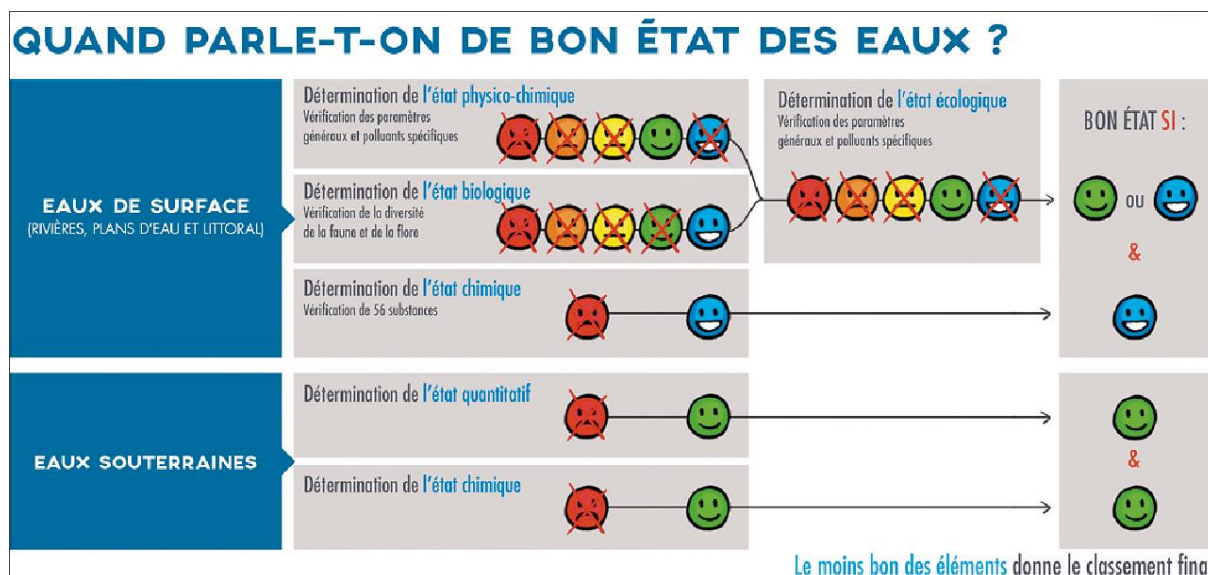 QUAND PARLE-T-ON DE BON ÉTAT DES EAUX ?
EAUX DE SURFACE
(RIVIÈRES, PLANS D'EAU ET LITTORAL)
Détermination de l'état physico-chimique
Vérification des paramètres
généraux et polluants spécifiques
Détermination de l'état biologique
Vérification de la diversité
de la faune et de la flore
Détermination de l'état chimique
Vérification de 56 substances
Détermination de l'état écologique
Vérification des paramètres
généraux et polluants spécifiques
BON ÉTAT SI :
OU
&
EAUX SOUTERRAINES
Détermination de l'état quantitatif
Détermination de l'état chimique
&
Le moins bon des éléments donne le classement fina